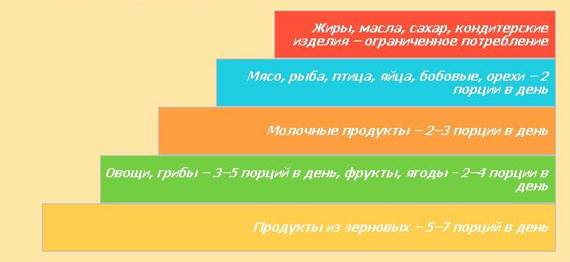 Жиры, масла, сахар, кондитерские
изделия – ограниченное потребление
Мясо, рыба, птица, яйца, бобовые, орехи – 2
порции в день
Молочные продукты – 2–3 порции в день
Овощи, грибы – 3–5 порций в день, фрукты, ягоды - 2–4 порции в
день
Продукты из зерновых – 5–7 порций в день